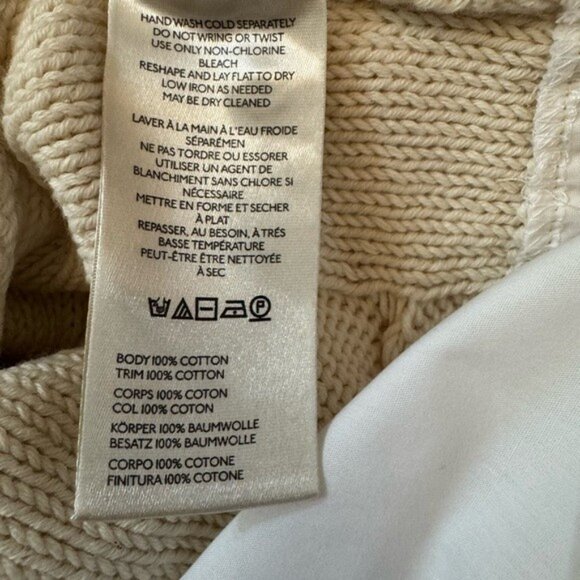 HAND WASH COLD SEPARATELY
DO NOT WRING OR TWIST
USE ONLY NON-CHLORINE
BLEACH
RESHAPE AND LAY FLAT TO DRY
LOW IRON AS NEEDED
MAY BE DRY CLEANED
LAVER À LA MAIN À L'EAU FROIDE
SÉPARÉMEN
NE PAS TORDRE OU ESSORER
UTILISER UN AGENT DE
BLANCHIMENT SANS CHLORE SI
NÉCESSAIRE
METTRE EN FORME ET SECHER
À PLAT
REPASSER, AU BESOIN, À TRÉS
BASSE TEMPÉRATURE
PEUT-ÊTRE ÊTRE NETTOYÉE
À SEC
P
BODY 100% COTTON
TRIM 100% COTTON
CORPS 100% COTON
COL 100% COTON
KÖRPER 100% BAUMWOLLE
BESATZ 100% BAUMWOLLE
CORPO 100% COTONE
FINITURA 100% COTONE